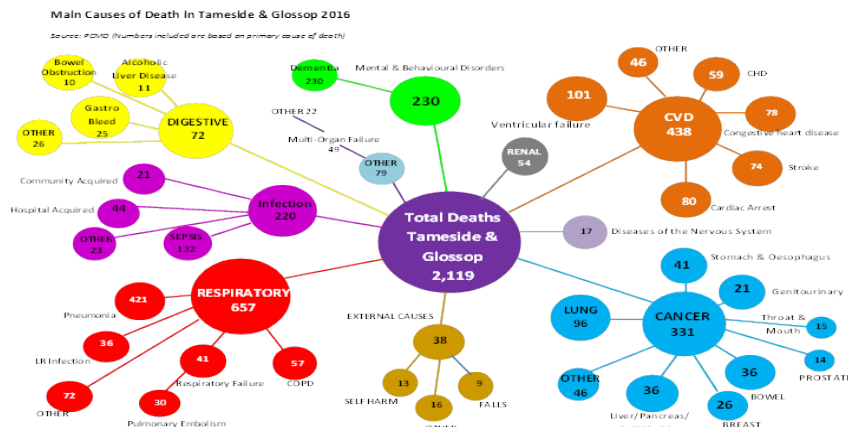 Main Causes of Death in Tameside & Glossop 2016
Source: PCMD (Numbers included are based on primary cause of death)
Bowel
Obstruction
10
Alcoholic
Liver Disease
11
Gastro
Bleed
25
OTHER
26
DIGESTIVE
72
Dementia
230
Mental & Behavioural Disorders
230
OTHER 22
Multi-Organ Failure
49
OTHER
79
Ventricular failure
RENAL
54
101
OTHER
46
59
CHD
78
Congestive heart disease
74
Stroke
80
Cardiac Arrest
CVD
438
Community Acquired
21
Hospital Acquired
44
OTHER
23
SEPSIS
132
Infection
220
Total Deaths
Tameside &
Glossop
2,119
17
Diseases of the Nervous System
RESPIRATORY
657
421
Pneumonia
36
LR Infection
72
OTHER
41
Respiratory Failure
30
Pulmonary Embolism
57
COPD
EXTERNAL CAUSES
38
13
SELF HARM
16
9
FALLS
41
Stomach & Oesophagus
21
Genitourinary
Throat &
Mouth
15
14
PROSTATE
LUNG
96
CANCER
331
OTHER
46
36
Liver/Pancreas/
26
BREAST
36
BOWEL